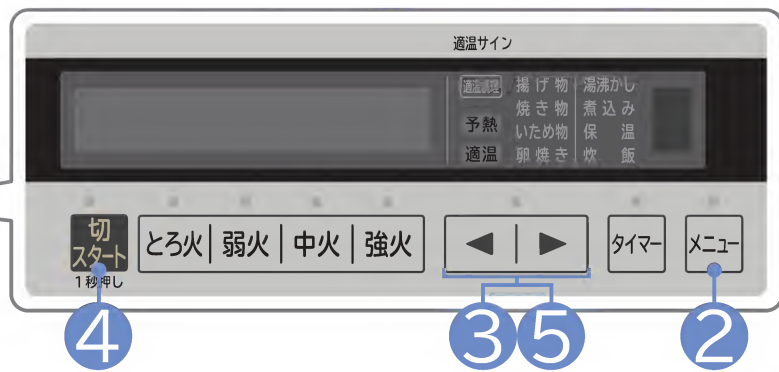 適温サイン
適温調理 揚げ物 湯沸かし
焼き物 煮込み
予熱 いため物 保温
適温 卵焼き 炊飯
切
スタート
とろ火 弱火 中火 強火 ◀ ▶ タイマー メニュー
1秒押し
4 3 5 2